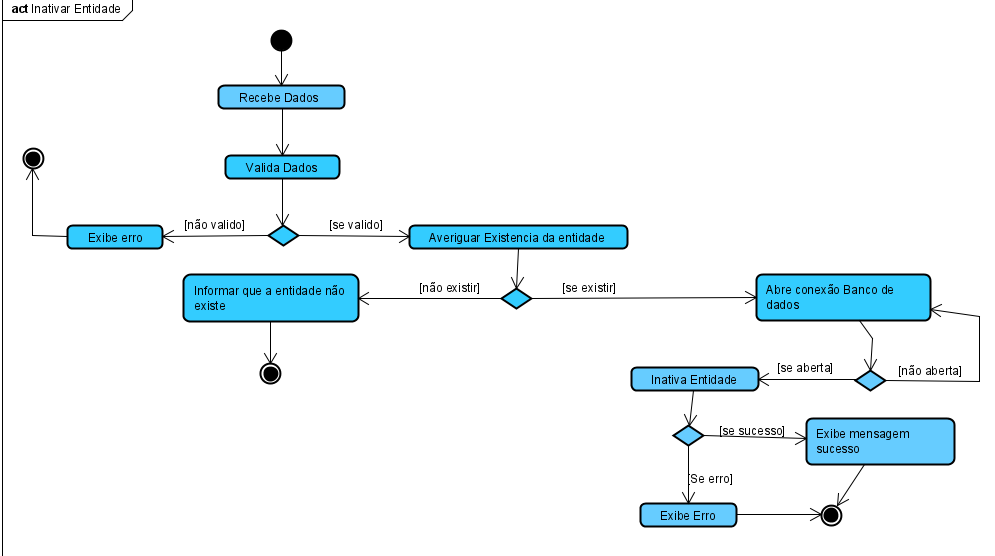 act Inativar Entidade
Recebe Dados
Valida Dados
[não valido]
[se valido]
Exibe erro
Averiguar Existencia da entidade
[não existir]
[se existir]
Informar que a entidade não
existe
Abre conexão Banco de
dados
[se aberta]
[não aberta]
Inativa Entidade
[se sucesso]
Exibe mensagem
sucesso
[Se erro]
Exibe Erro